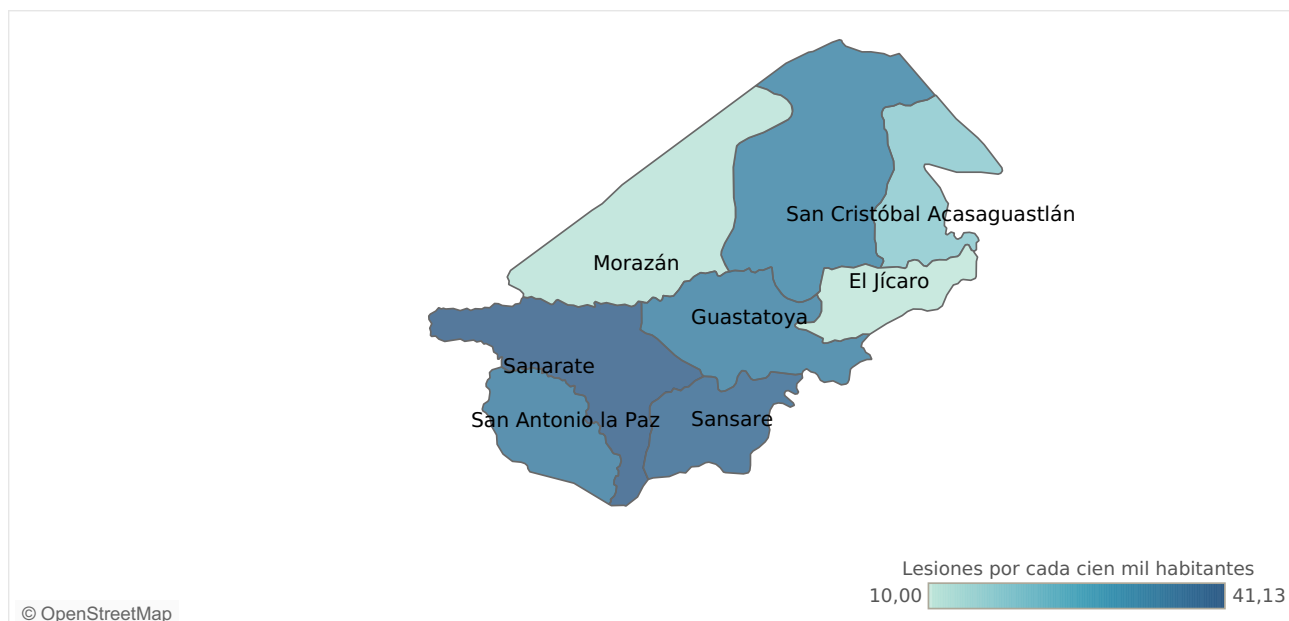 San Cristóbal Acasaguastlán
Morazán
El Jícaro
Guastatoya
Sanarate
San Antonio la Paz
Sansare
Lesiones por cada cien mil habitantes
10,00
41,13
© OpenStreetMap